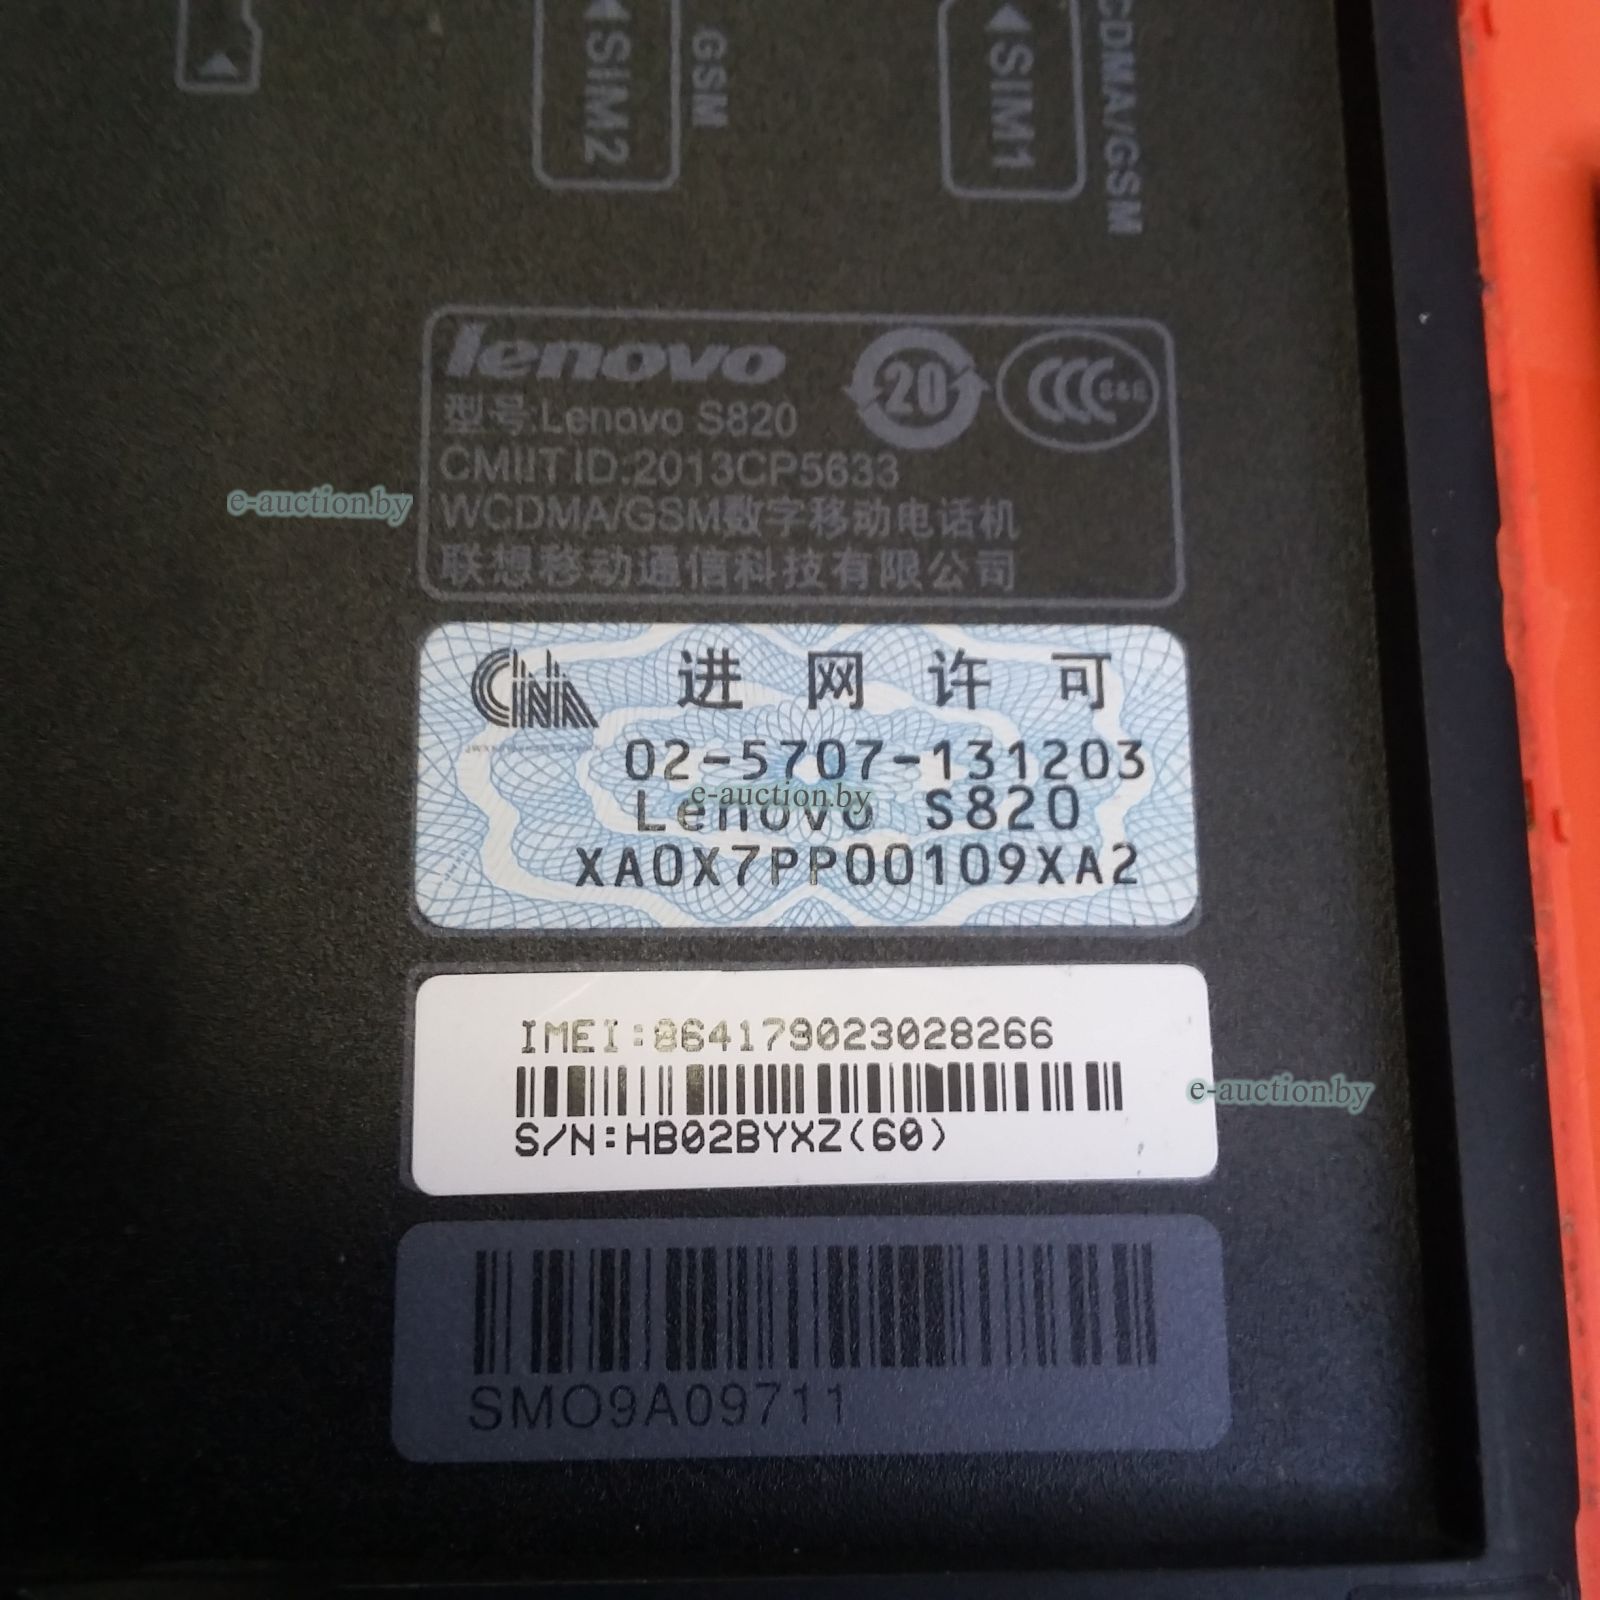 SIM2
GSM
SIM1
CDMA/GSM
lenovo
20
CCC S&E
型号:Lenovo S820
CMIIT ID:2013CP5633
WCDMA/GSM数字移动电话机
联想移动通信科技有限公司
e-auction.by
CNA
进网许可
02-5707-131203
e-auction.by
Lenovo S820
XA0X7PP00109XA2
IMEI:864179023028266
e-auction.by
S/N:HB02BYXZ(60)
SMO9A09711